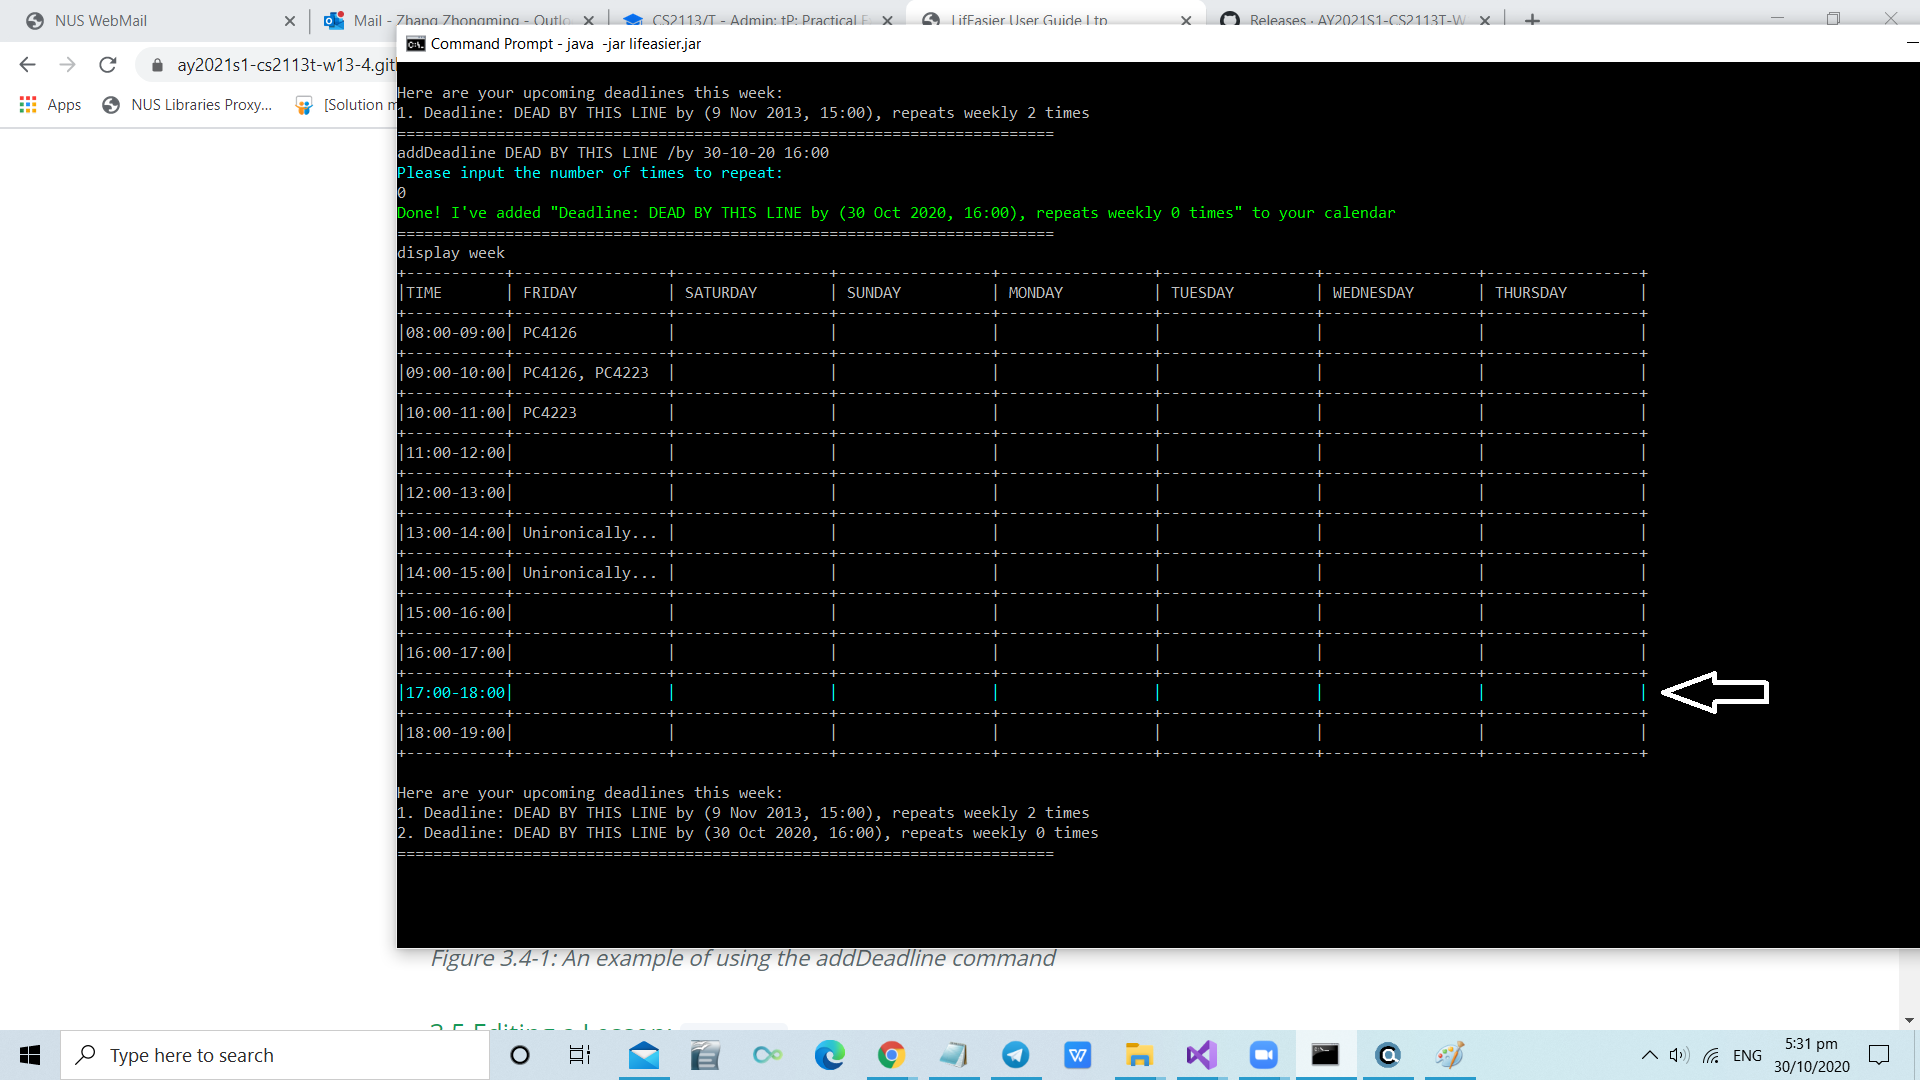 NUS WebMail
Mail - Zhang Zhongming - Outlo
CS2113/T - Admin: tP: Practical E
LifEasier User Guide | tp
Releases · AY2021S1-CS2113T-W
Command Prompt - java  -jar lifeasier.jar
ay2021s1-cs2113t-w13-4.git
Apps
NUS Libraries Proxy...
[Solution m
Here are your upcoming deadlines this week:
1. Deadline: DEAD BY THIS LINE by (9 Nov 2013, 15:00), repeats weekly 2 times
=========================================================================
addDeadline DEAD BY THIS LINE /by 30-10-20 16:00
Please input the number of times to repeat:
0
Done! I've added "Deadline: DEAD BY THIS LINE by (30 Oct 2020, 16:00), repeats weekly 0 times" to your calendar
=========================================================================
display week
|TIME | FRIDAY | SATURDAY | SUNDAY | MONDAY | TUESDAY | WEDNESDAY | THURSDAY |
|08:00-09:00| PC4126 | | | | | | |
|09:00-10:00| PC4126, PC4223 | | | | | | |
|10:00-11:00| PC4223 | | | | | | |
|11:00-12:00| | | | | | | |
|12:00-13:00| | | | | | | |
|13:00-14:00| Unironically... | | | | | | |
|14:00-15:00| Unironically... | | | | | | |
|15:00-16:00| | | | | | | |
|16:00-17:00| | | | | | | |
|17:00-18:00| | | | | | | |
|18:00-19:00| | | | | | | |
Here are your upcoming deadlines this week:
1. Deadline: DEAD BY THIS LINE by (9 Nov 2013, 15:00), repeats weekly 2 times
2. Deadline: DEAD BY THIS LINE by (30 Oct 2020, 16:00), repeats weekly 0 times
=========================================================================
Figure 3.4-1: An example of using the addDeadline command
3.5 Editing a Lesson:
Type here to search
ENG
5:31 pm
30/10/2020